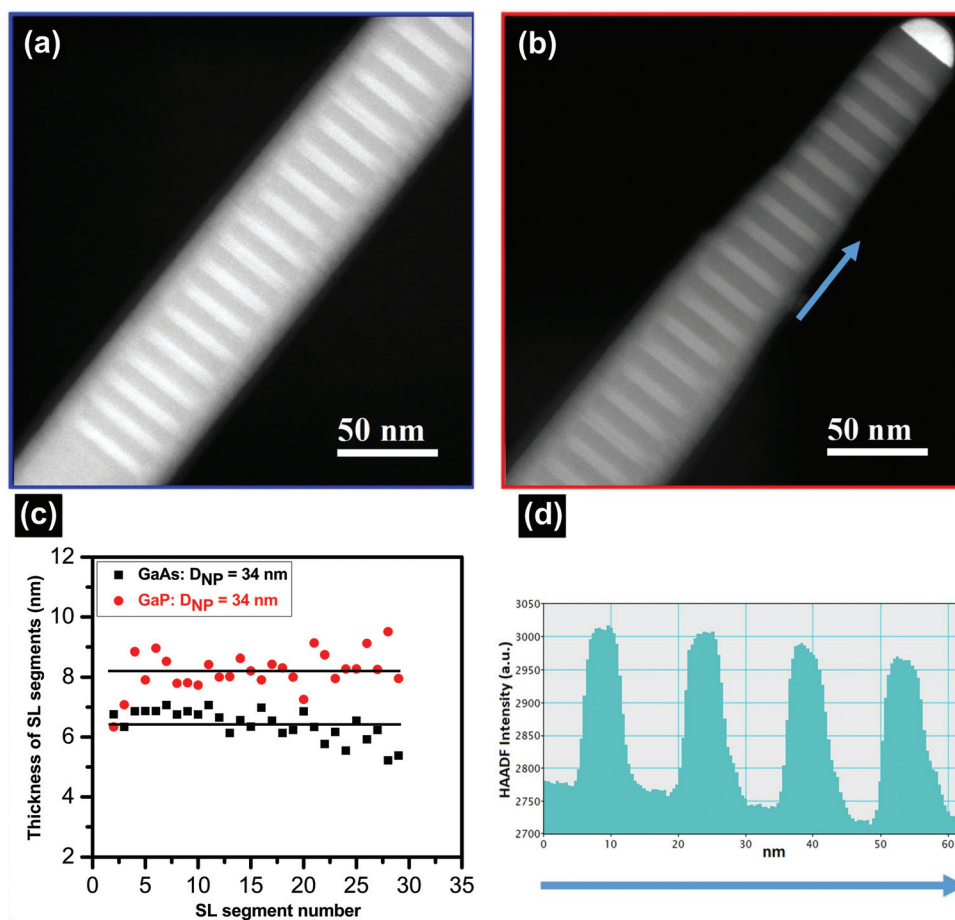 (a)
50 nm
(b)
50 nm
(c)
12
10
8
6
4
2
0
5
10
15
20
25
30
35
Thickness of SL segments (nm)
SL segment number
GaAs: DNP = 34 nm
GaP: DNP = 34 nm
(d)
3050
3000
2950
2900
2850
2800
2750
2700
0
10
20
30
40
50
60
HAADF Intensity (a.u.)
nm